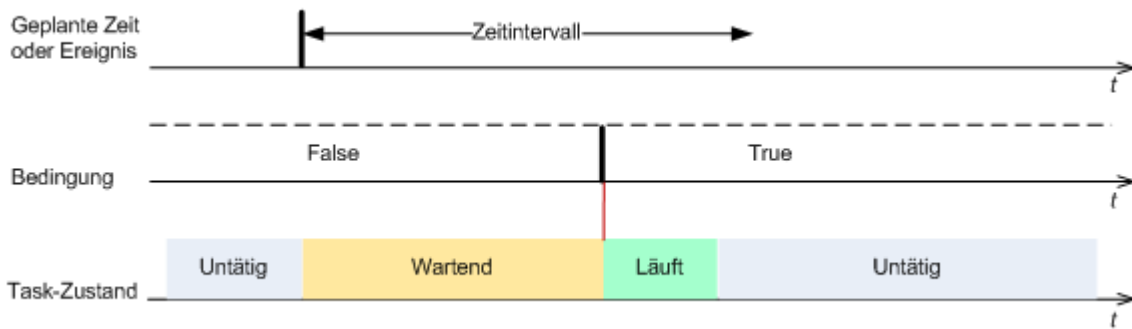 Geplante Zeit
oder Ereignis
Zeitintervall
t
False
True
Bedingung
t
Untätig
Wartend
Läuft
Untätig
Task-Zustand
t